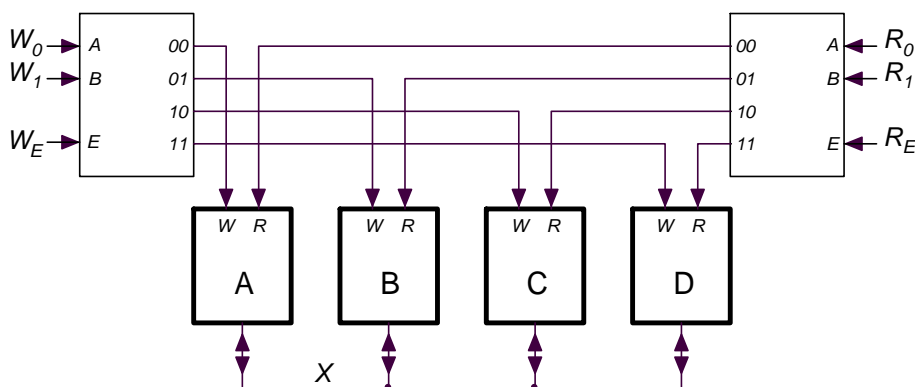 W0 A 00 00 A R0
W1 B 01 01 B R1
10 10
WE E 11 11 E RE
W R W R W R W R
A B C D
X